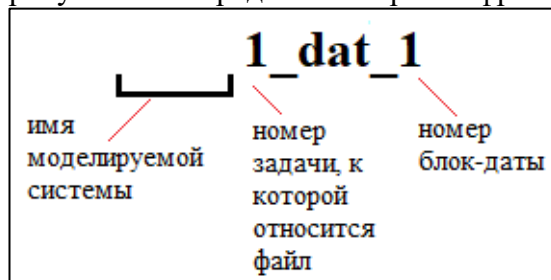 1_dat_1
имя
моделируемой
системы
номер
задачи, к
которой
относится
файл
номер
блок-даты